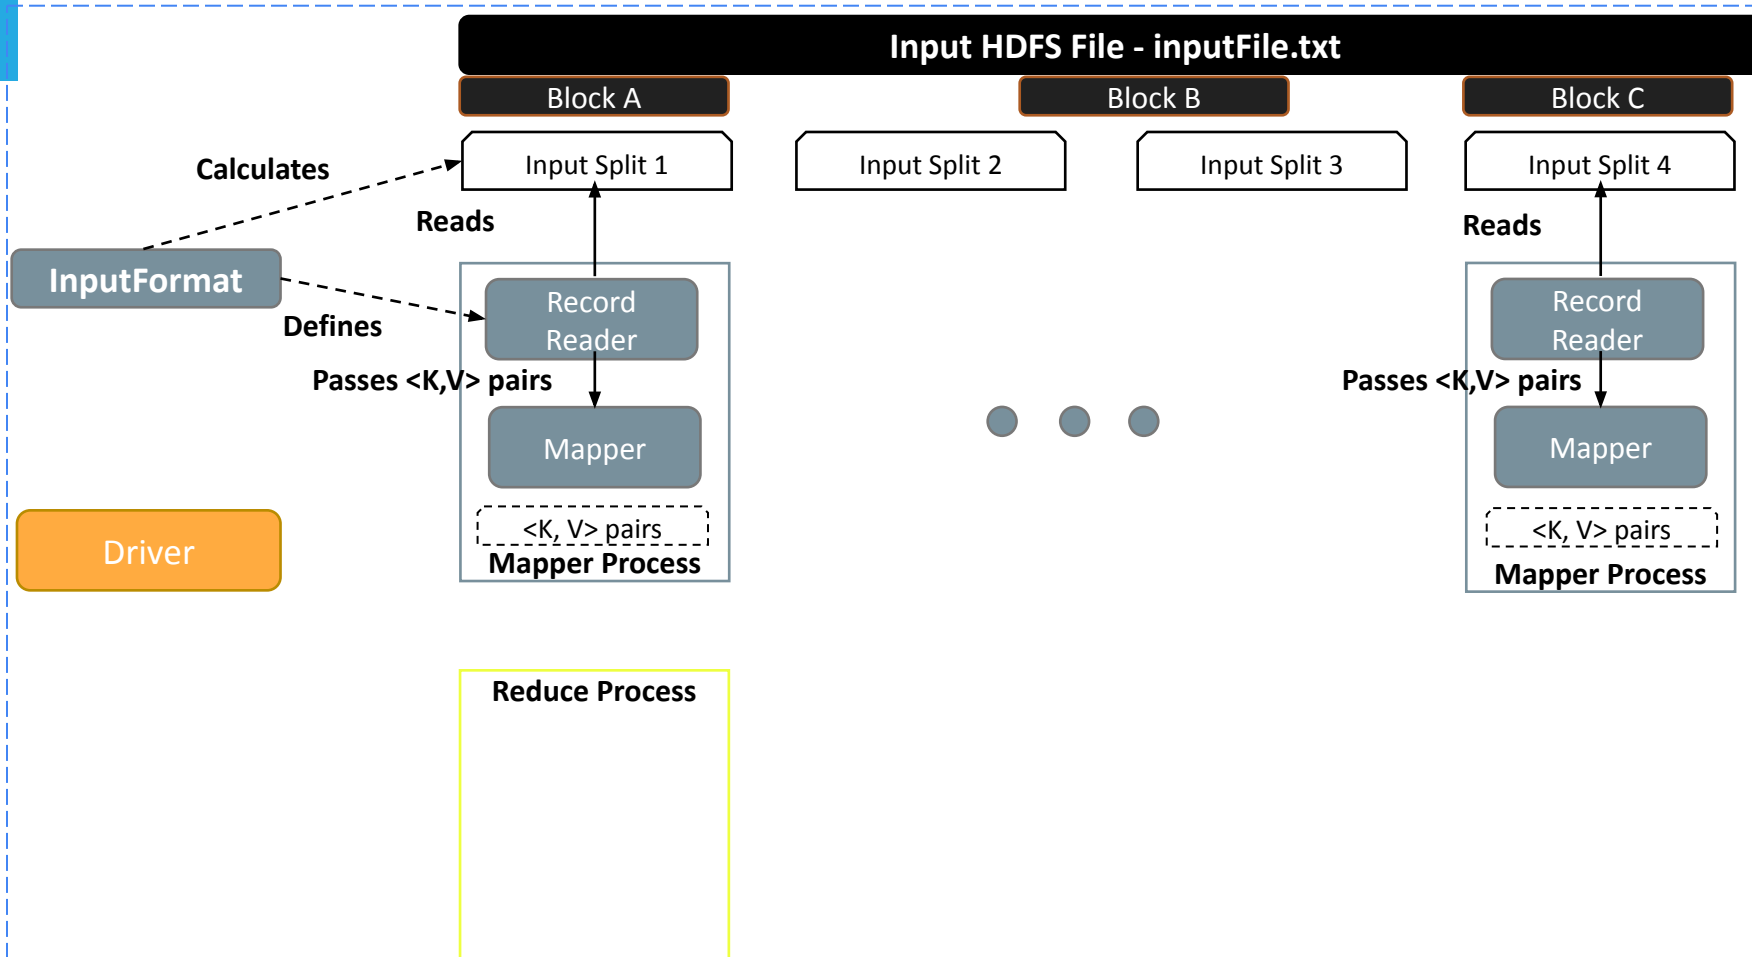 Input HDFS File - inputFile.txt
Block A
Block B
Block C
Input Split 1
Input Split 2
Input Split 3
Input Split 4
Calculates
Reads
Reads
InputFormat
Defines
Record
Reader
Record
Reader
Passes <K,V> pairs
Passes <K,V> pairs
Mapper
Mapper
<K, V> pairs
<K, V> pairs
Driver
Mapper Process
Mapper Process
Reduce Process